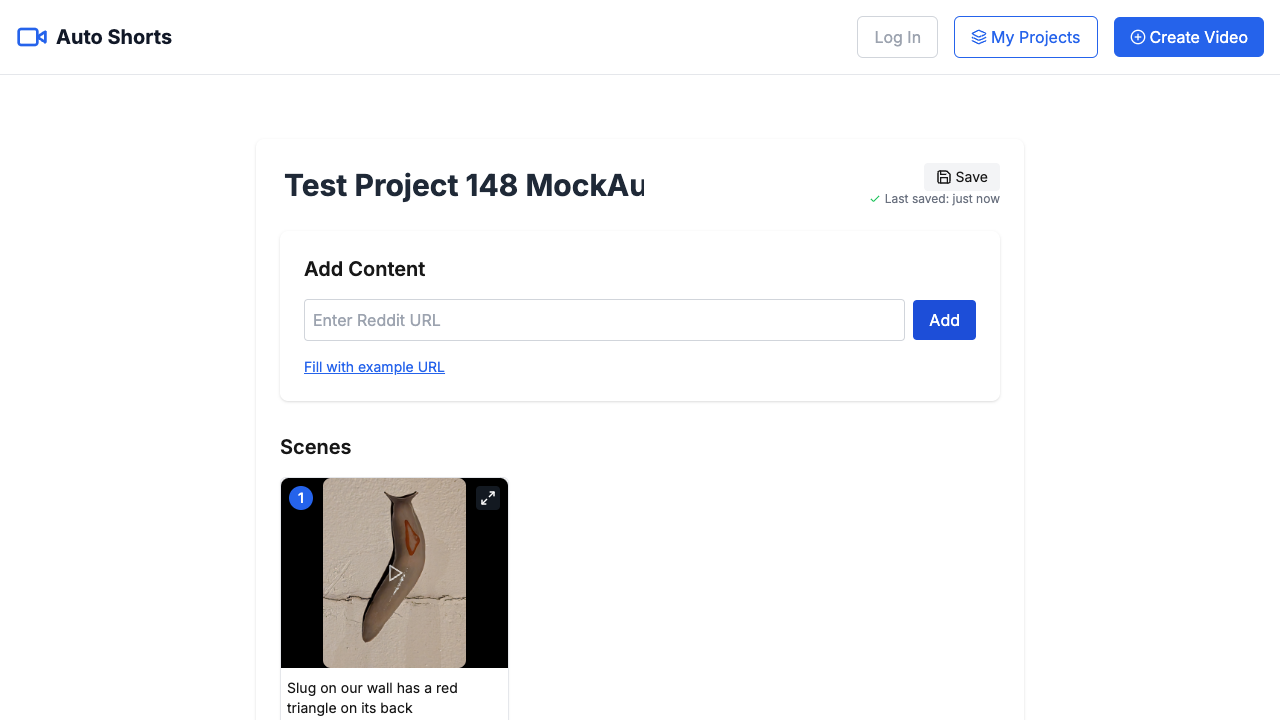 Auto Shorts
Log In
My Projects
Create Video
Test Project 148 MockAu
Save
Last saved: just now
Add Content
Enter Reddit URL
Add
Fill with example URL
Scenes
1
Slug on our wall has a red
triangle on its back